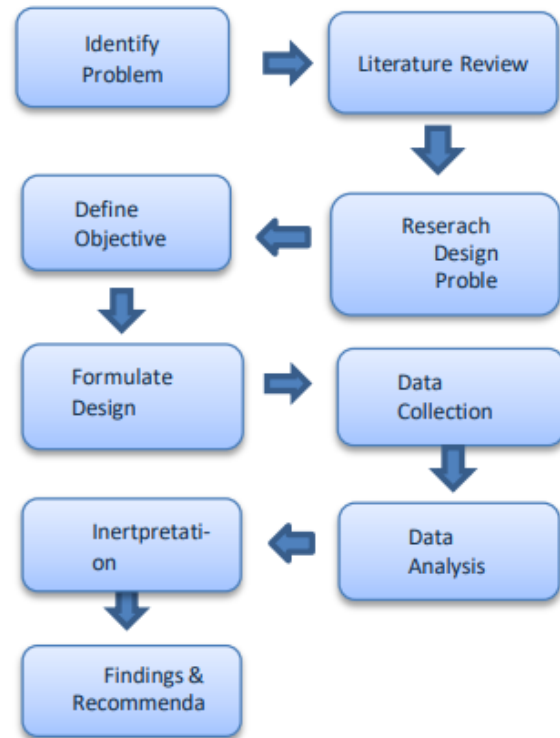 Identify
Problem
Literature Review
Reserach
Design
Proble
Define
Objective
Formulate
Design
Data
Collection
Data
Analysis
Inertpretati-
on
Findings &
Recommenda